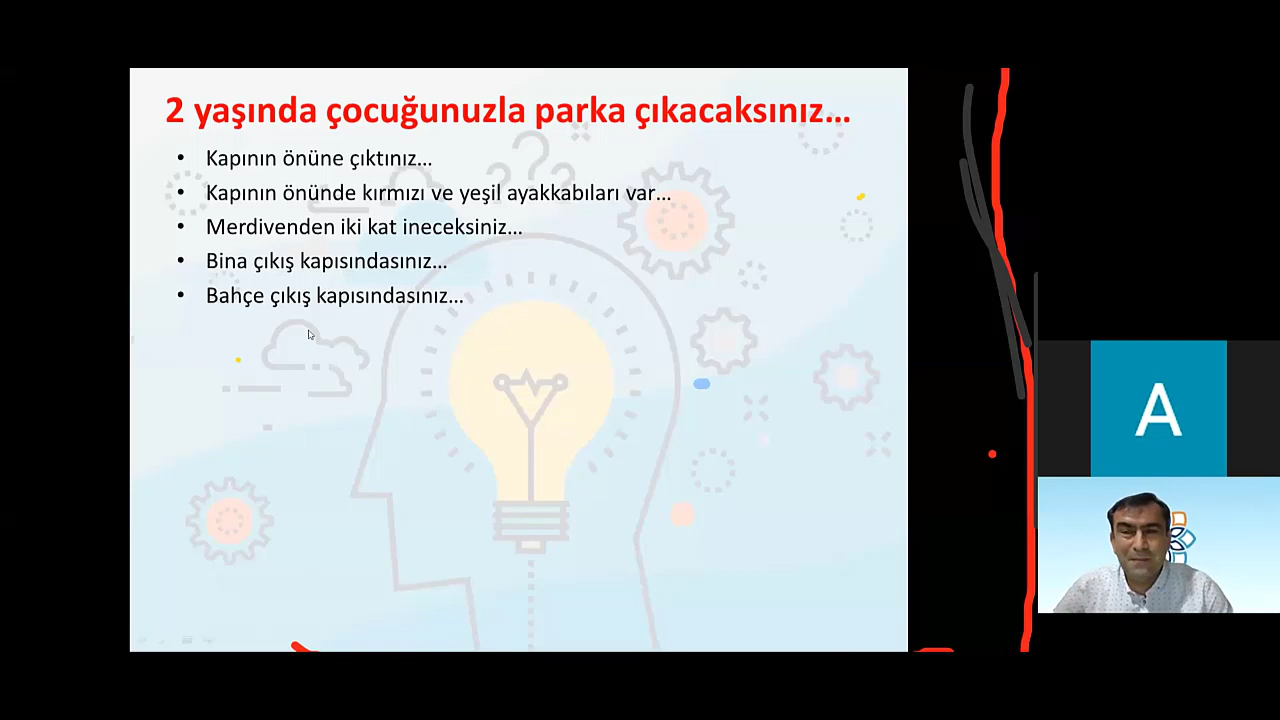 2 yaşında çocuğunuzla parka çıkacaksınız...
• Kapının önüne çıktınız...
• Kapının önünde kırmızı ve yeşil ayakkabıları var...
• Merdivenden iki kat ineceksiniz...
• Bina çıkış kapısındasınız...
• Bahçe çıkış kapısındasınız...
A